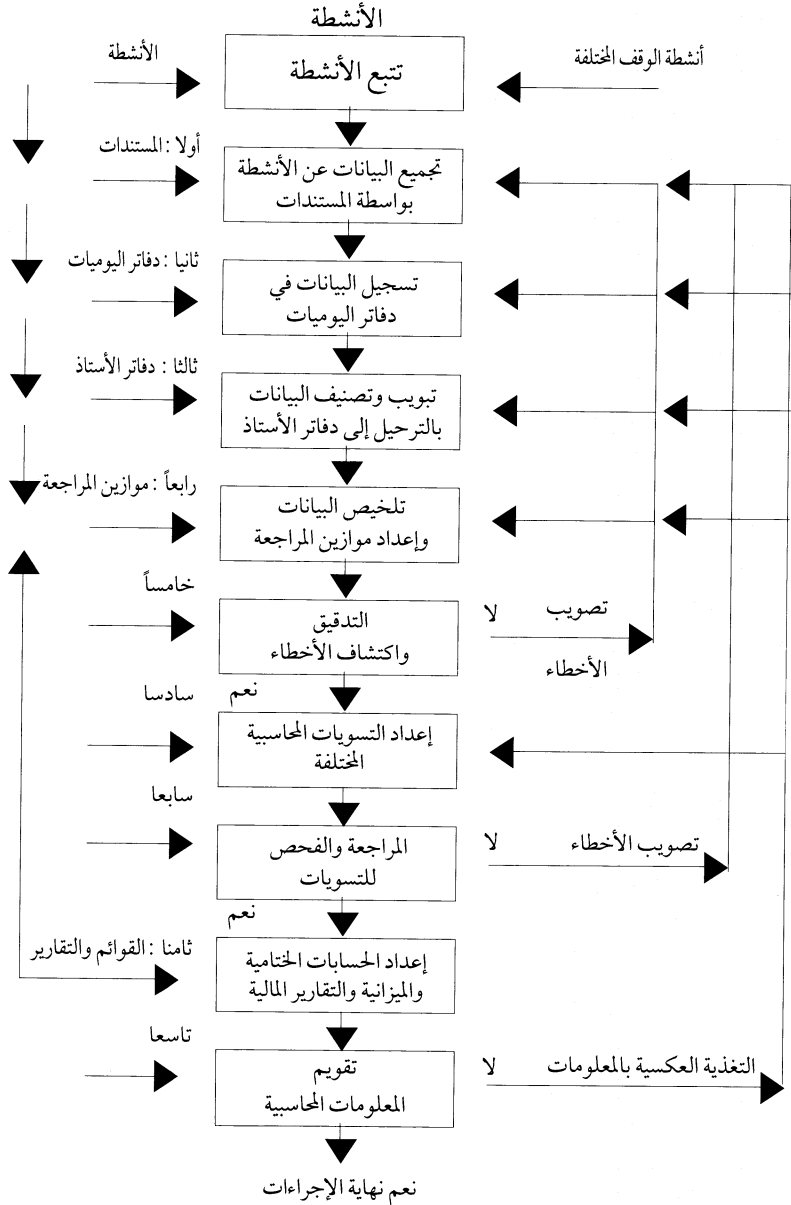 الأنشطة
أنشطة الوقف المختلفة
تتبع الأنشطة
الأنشطة
تجميع البيانات عن الأنشطة
بواسطة المستندات
أولا : المستندات
تسجيل البيانات في
دفاتر اليوميات
ثانيا : دفاتر اليوميات
تبويب وتصنيف البيانات
بالترحيل إلى دفاتر الأستاذ
ثالثا : دفاتر الأستاذ
تلخيص البيانات
وإعداد موازين المراجعة
رابعاً : موازين المراجعة
التدقيق
واكتشاف الأخطاء
خامساً
لا
تصويب
الأخطاء
نعم
إعداد التسويات المحاسبية
المختلفة
سادسا
المراجعة والفحص
للتسويات
سابعا
لا
تصويب الأخطاء
نعم
إعداد الحسابات الختامية
والميزانية والتقارير المالية
ثامنا : القوائم والتقارير
تقويم
المعلومات المحاسبية
تاسعا
لا
التغذية العكسية بالمعلومات
نعم نهاية الإجراءات